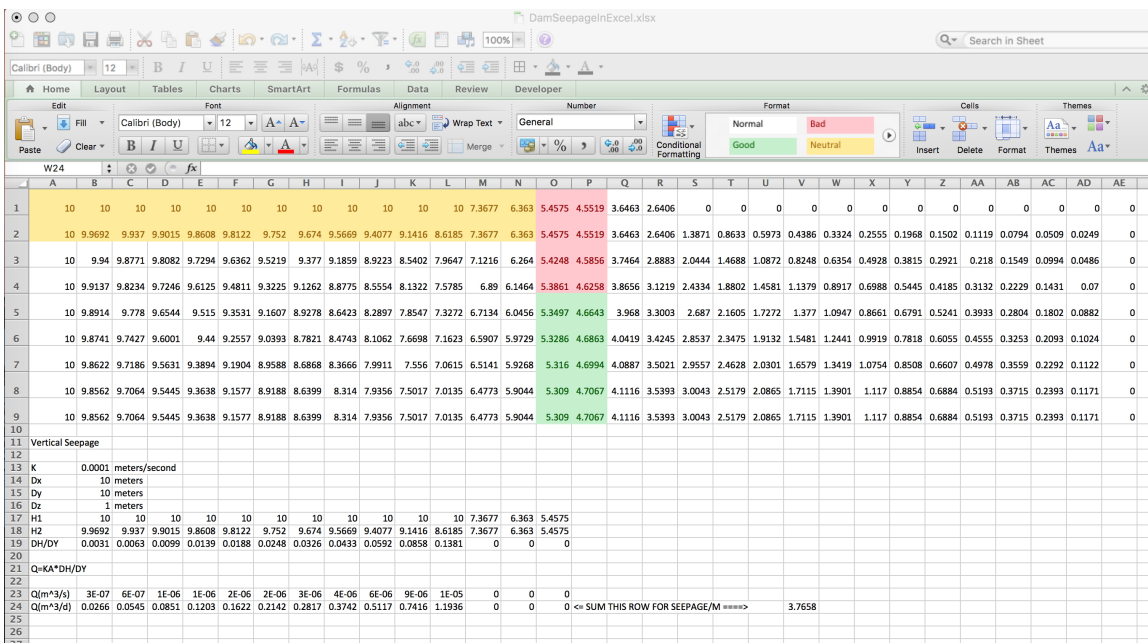 DamSeepageInExcel.xlsx
100%
Search in Sheet
Calibri (Body) 12 B I U $ %
Home Layout Tables Charts SmartArt Formulas Data Review Developer
Edit Font Alignment Number Format Cells Themes
Fill Calibri (Body) 12 A A abc Wrap Text General Normal Bad
Paste Clear B I U A Merge % Conditional Formatting Good Neutral Insert Delete Format Themes Aa
W24 fx
A B C D E F G H I J K L M N O P Q R S T U V W X Y Z AA AB AC AD AE
1 10 10 10 10 10 10 10 10 10 10 10 10 7.3677 6.363 5.4575 4.5519 3.6463 2.6406 0 0 0 0 0 0 0 0 0 0 0 0 0
2 10 9.9692 9.937 9.9015 9.8608 9.8122 9.752 9.674 9.5669 9.4077 9.1416 8.6185 7.3677 6.363 5.4575 4.5519 3.6463 2.6406 1.3871 0.8633 0.5973 0.4386 0.3324 0.2555 0.1968 0.1502 0.1119 0.0794 0.0509 0.0249 0
3 10 9.94 9.8771 9.8082 9.7294 9.6362 9.5219 9.377 9.1859 8.9223 8.5402 7.9647 7.1216 6.264 5.4248 4.5856 3.7464 2.8883 2.0444 1.4688 1.0872 0.8248 0.6354 0.4928 0.3815 0.2921 0.218 0.1549 0.0994 0.0486 0
4 10 9.9137 9.8234 9.7246 9.6125 9.4811 9.3225 9.1262 8.8775 8.5554 8.1322 7.5785 6.89 6.1464 5.3861 4.6258 3.8656 3.1219 2.4334 1.8802 1.4581 1.1379 0.8917 0.6988 0.5445 0.4185 0.3132 0.2229 0.1431 0.07 0
5 10 9.8914 9.778 9.6544 9.515 9.3531 9.1607 8.9278 8.6423 8.2897 7.8547 7.3272 6.7134 6.0456 5.3497 4.6643 3.968 3.3003 2.687 2.1605 1.7272 1.377 1.0947 0.8661 0.6791 0.5241 0.3933 0.2804 0.1802 0.0882 0
6 10 9.8741 9.7427 9.6001 9.44 9.2557 9.0393 8.7821 8.4743 8.1062 7.6698 7.1623 6.5907 5.9729 5.3286 4.6863 4.0419 3.4245 2.8537 2.3475 1.9132 1.5481 1.2441 0.9919 0.7818 0.6055 0.4555 0.3253 0.2093 0.1024 0
7 10 9.8622 9.7186 9.5631 9.3894 9.1904 8.9588 8.6868 8.3666 7.9911 7.556 7.0615 6.5141 5.9268 5.316 4.6994 4.0887 3.5021 2.9557 2.4628 2.0301 1.6579 1.3419 1.0754 0.8508 0.6607 0.4978 0.3559 0.2292 0.1122 0
8 10 9.8562 9.7064 9.5445 9.3638 9.1577 8.9188 8.6399 8.314 7.9356 7.5017 7.0135 6.4773 5.9044 5.309 4.7067 4.1116 3.5393 3.0043 2.5179 2.0865 1.7115 1.3901 1.117 0.8854 0.6884 0.5193 0.3715 0.2393 0.1171 0
9 10 9.8562 9.7064 9.5445 9.3638 9.1577 8.9188 8.6399 8.314 7.9356 7.5017 7.0135 6.4773 5.9044 5.309 4.7067 4.1116 3.5393 3.0043 2.5179 2.0865 1.7115 1.3901 1.117 0.8854 0.6884 0.5193 0.3715 0.2393 0.1171 0
10
11 Vertical Seepage
12
13 K 0.0001 meters/second
14 Dx 10 meters
15 Dy 10 meters
16 Dz 1 meters
17 H1 10 10 10 10 10 10 10 10 10 10 10 7.3677 6.363 5.4575
18 H2 9.9692 9.937 9.9015 9.8608 9.8122 9.752 9.674 9.5669 9.4077 9.1416 8.6185 7.3677 6.363 5.4575
19 DH/DY 0.0031 0.0063 0.0099 0.0139 0.0188 0.0248 0.0326 0.0433 0.0592 0.0858 0.1381 0 0 0
20
21 Q=KA*DH/DY
22
23 Q(m^3/s) 3E-07 6E-07 1E-06 1E-06 2E-06 2E-06 3E-06 4E-06 6E-06 9E-06 1E-05 0 0 0
24 Q(m^3/d) 0.0266 0.0545 0.0851 0.1203 0.1622 0.2142 0.2817 0.3742 0.5117 0.7416 1.1936 0 0 0 <= SUM THIS ROW FOR SEEPAGE/M ====> 3.7658
25
26